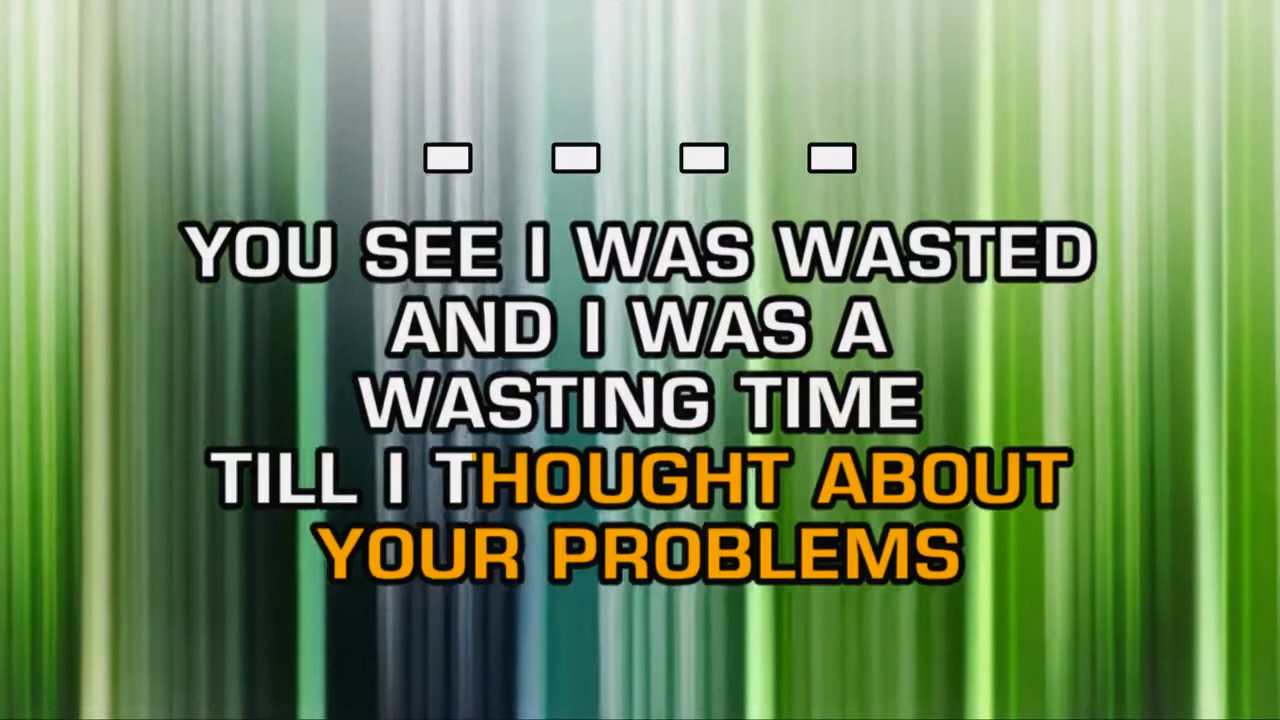 YOU SEE I WAS WASTED
AND I WAS A
WASTING TIME
TILL I THOUGHT ABOUT
YOUR PROBLEMS